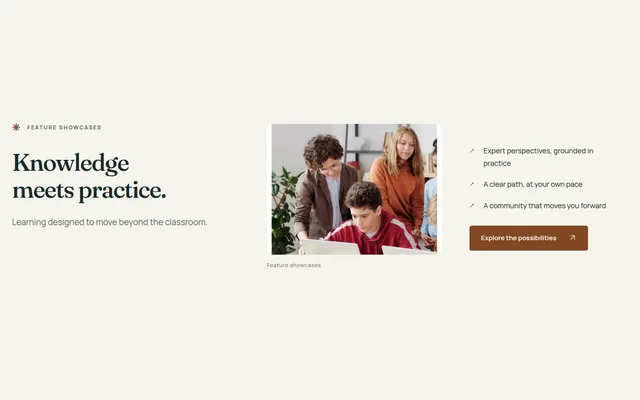 FEATURE SHOWCASES
Knowledge
meets practice.
Learning designed to move beyond the classroom.
Feature showcases
Expert perspectives, grounded in
practice
A clear path, at your own pace
A community that moves you forward
Explore the possibilities